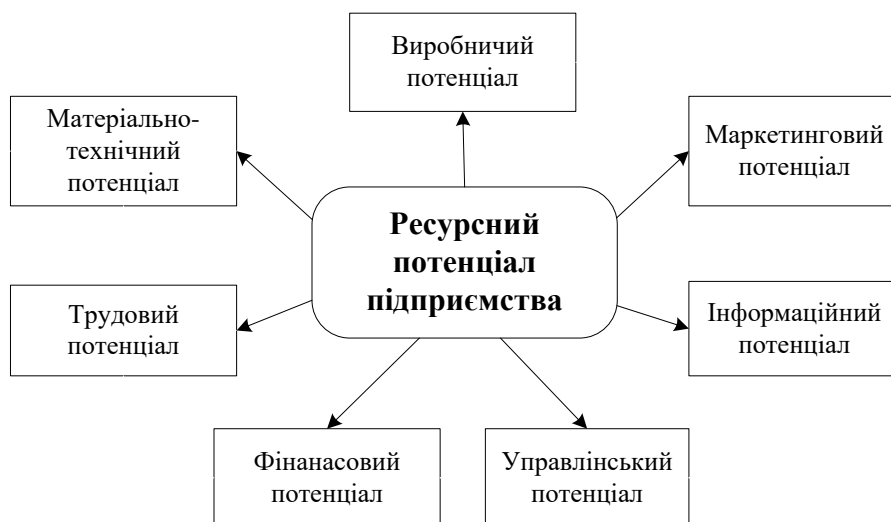 Виробничий
потенціал
Матеріально-
технічний
потенціал
Маркетинговий
потенціал
Ресурсний
потенціал
підприємства
Трудовий
потенціал
Інформаційний
потенціал
Фінанасовий
потенціал
Управлінський
потенціал